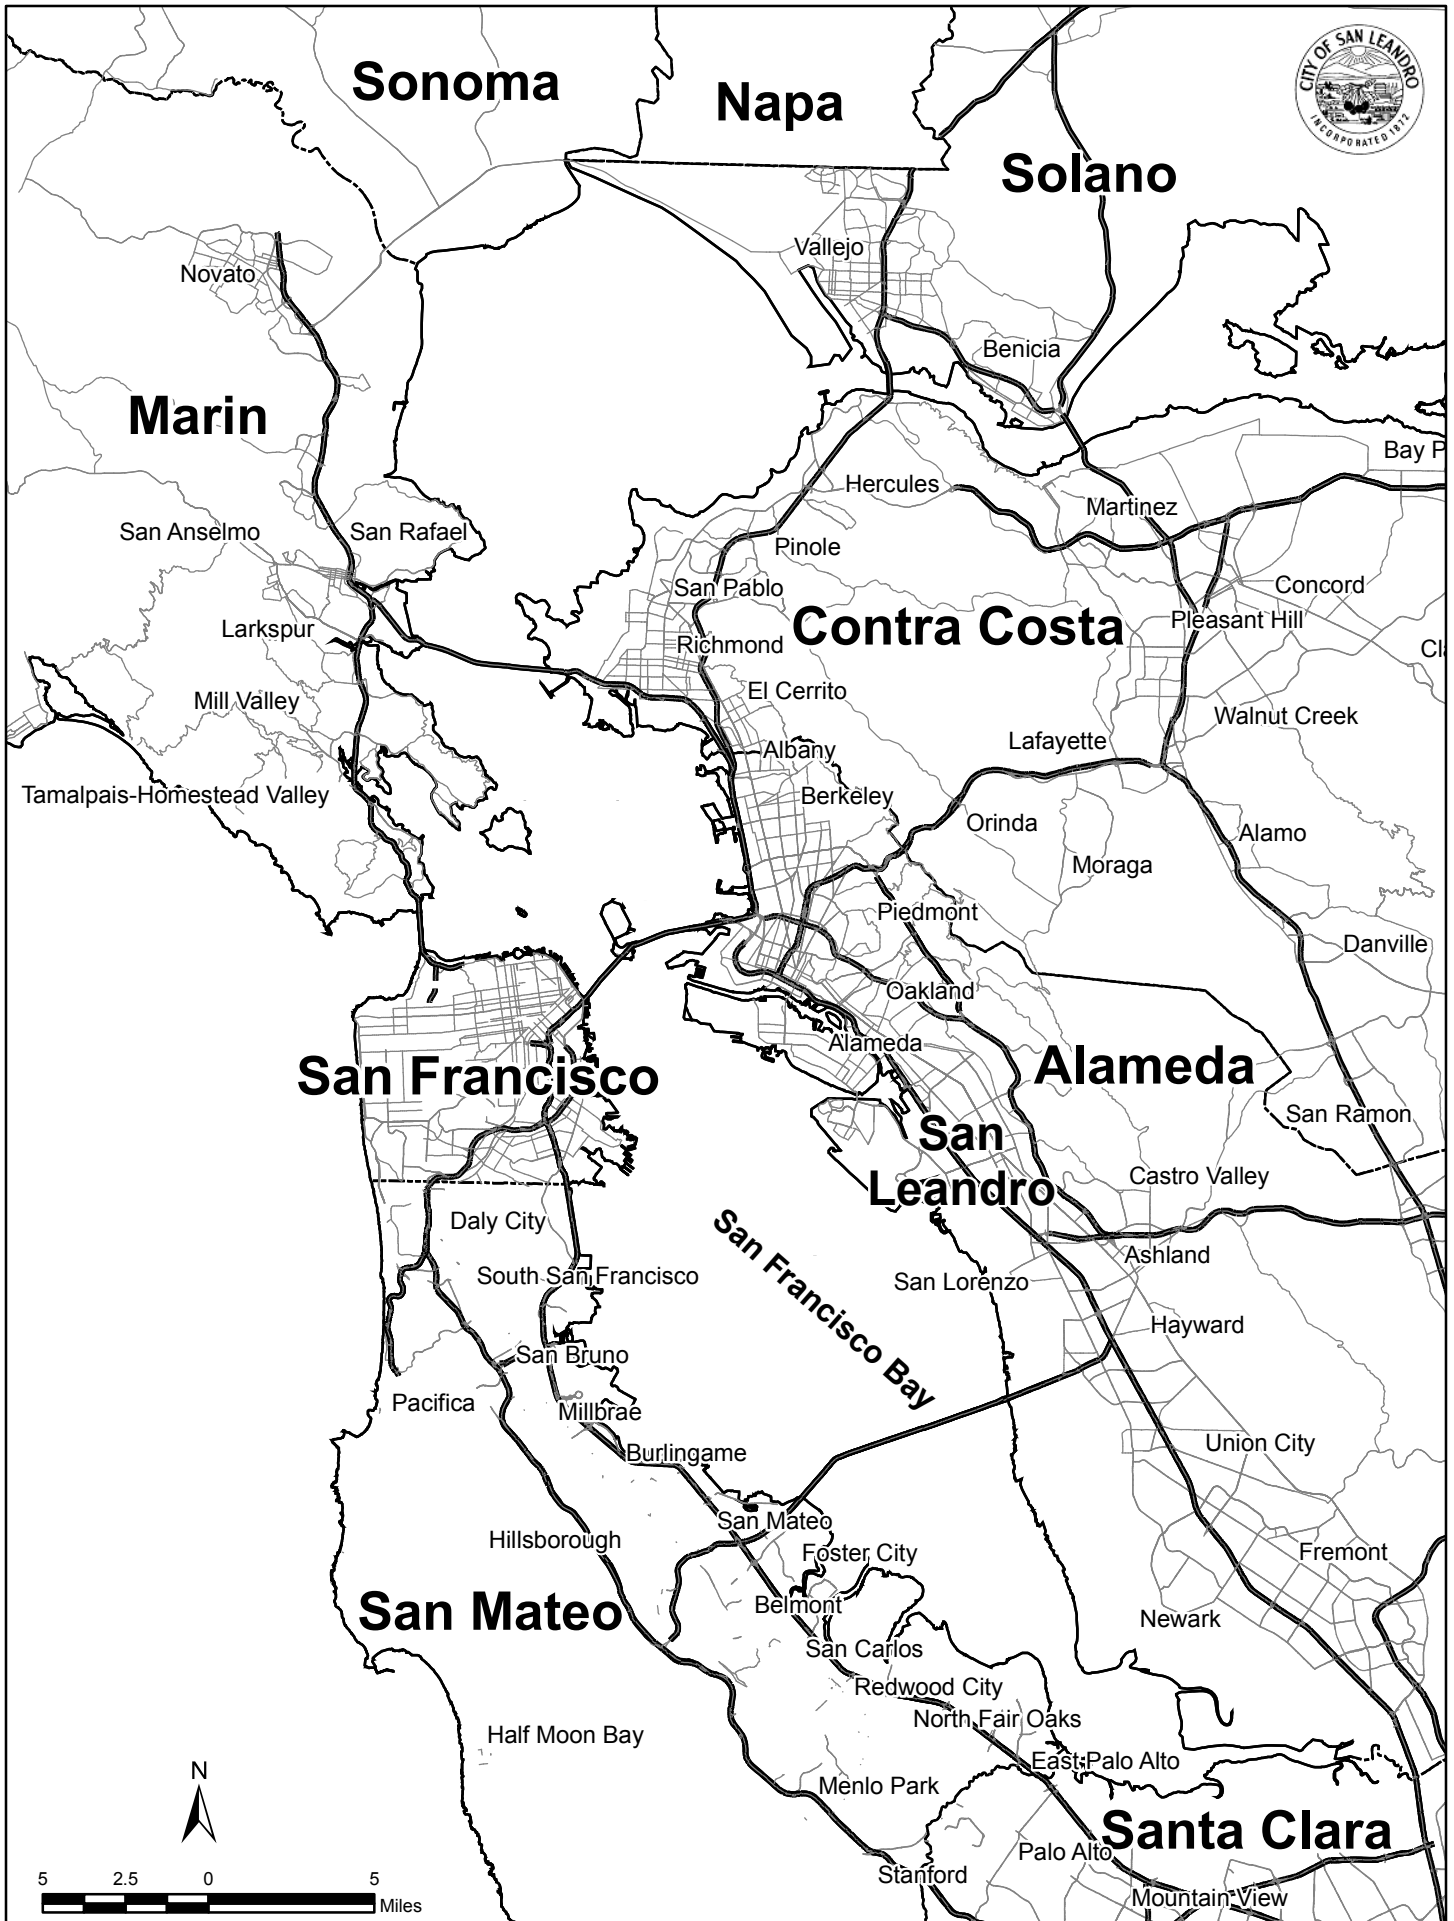 Sonoma
Napa
CITY OF SAN LEANDRO
INCORPORATED 1872
Solano
Vallejo
Novato
Benicia
Marin
Bay P
Hercules
Martinez
San Anselmo
San Rafael
Pinole
San Pablo
Concord
Contra Costa
Pleasant Hill
Larkspur
Richmond
Cl
El Cerrito
Mill Valley
Walnut Creek
Lafayette
Albany
Tamalpais-Homestead Valley
Berkeley
Orinda
Alamo
Moraga
Piedmont
Danville
Oakland
Alameda
San Francisco
Alameda
San Ramon
San
Leandro
Castro Valley
Daly City
San Francisco Bay
Ashland
South San Francisco
San Lorenzo
Hayward
San Bruno
Pacifica
Millbrae
Union City
Burlingame
San Mateo
Hillsborough
Foster City
Fremont
San Mateo
Belmont
Newark
San Carlos
Redwood City
North Fair Oaks
Half Moon Bay
East Palo Alto
N
Menlo Park
Santa Clara
Palo Alto
Stanford
5 2.5 0 5
Mountain View
Miles